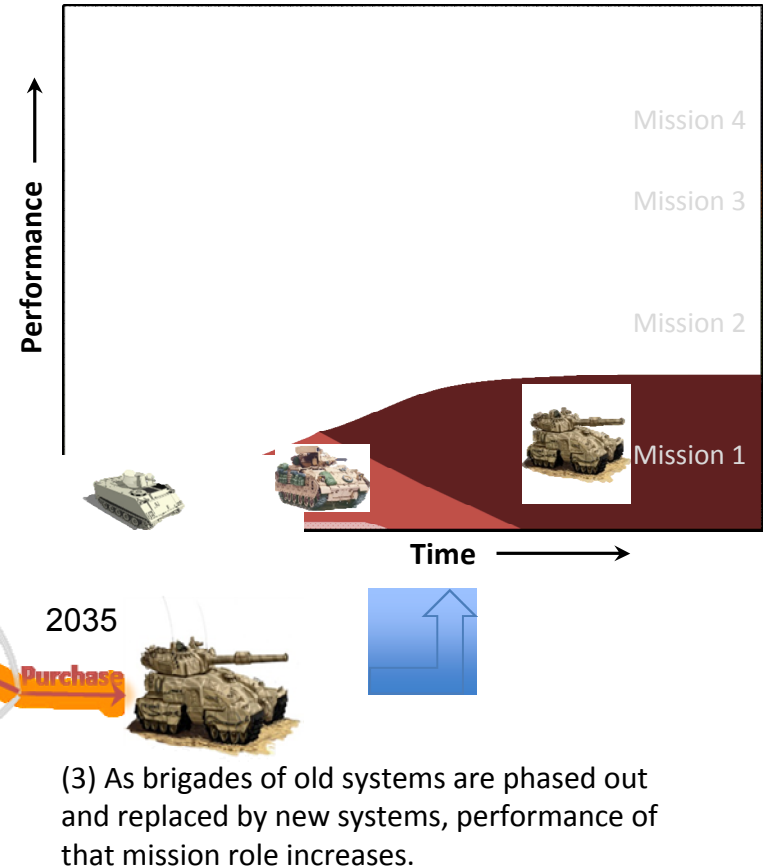 Mission 4
Mission 3
Performance
Mission 2
Mission 1
Time
2035
Purchase
(3) As brigades of old systems are phased out
and replaced by new systems, performance of
that mission role increases.